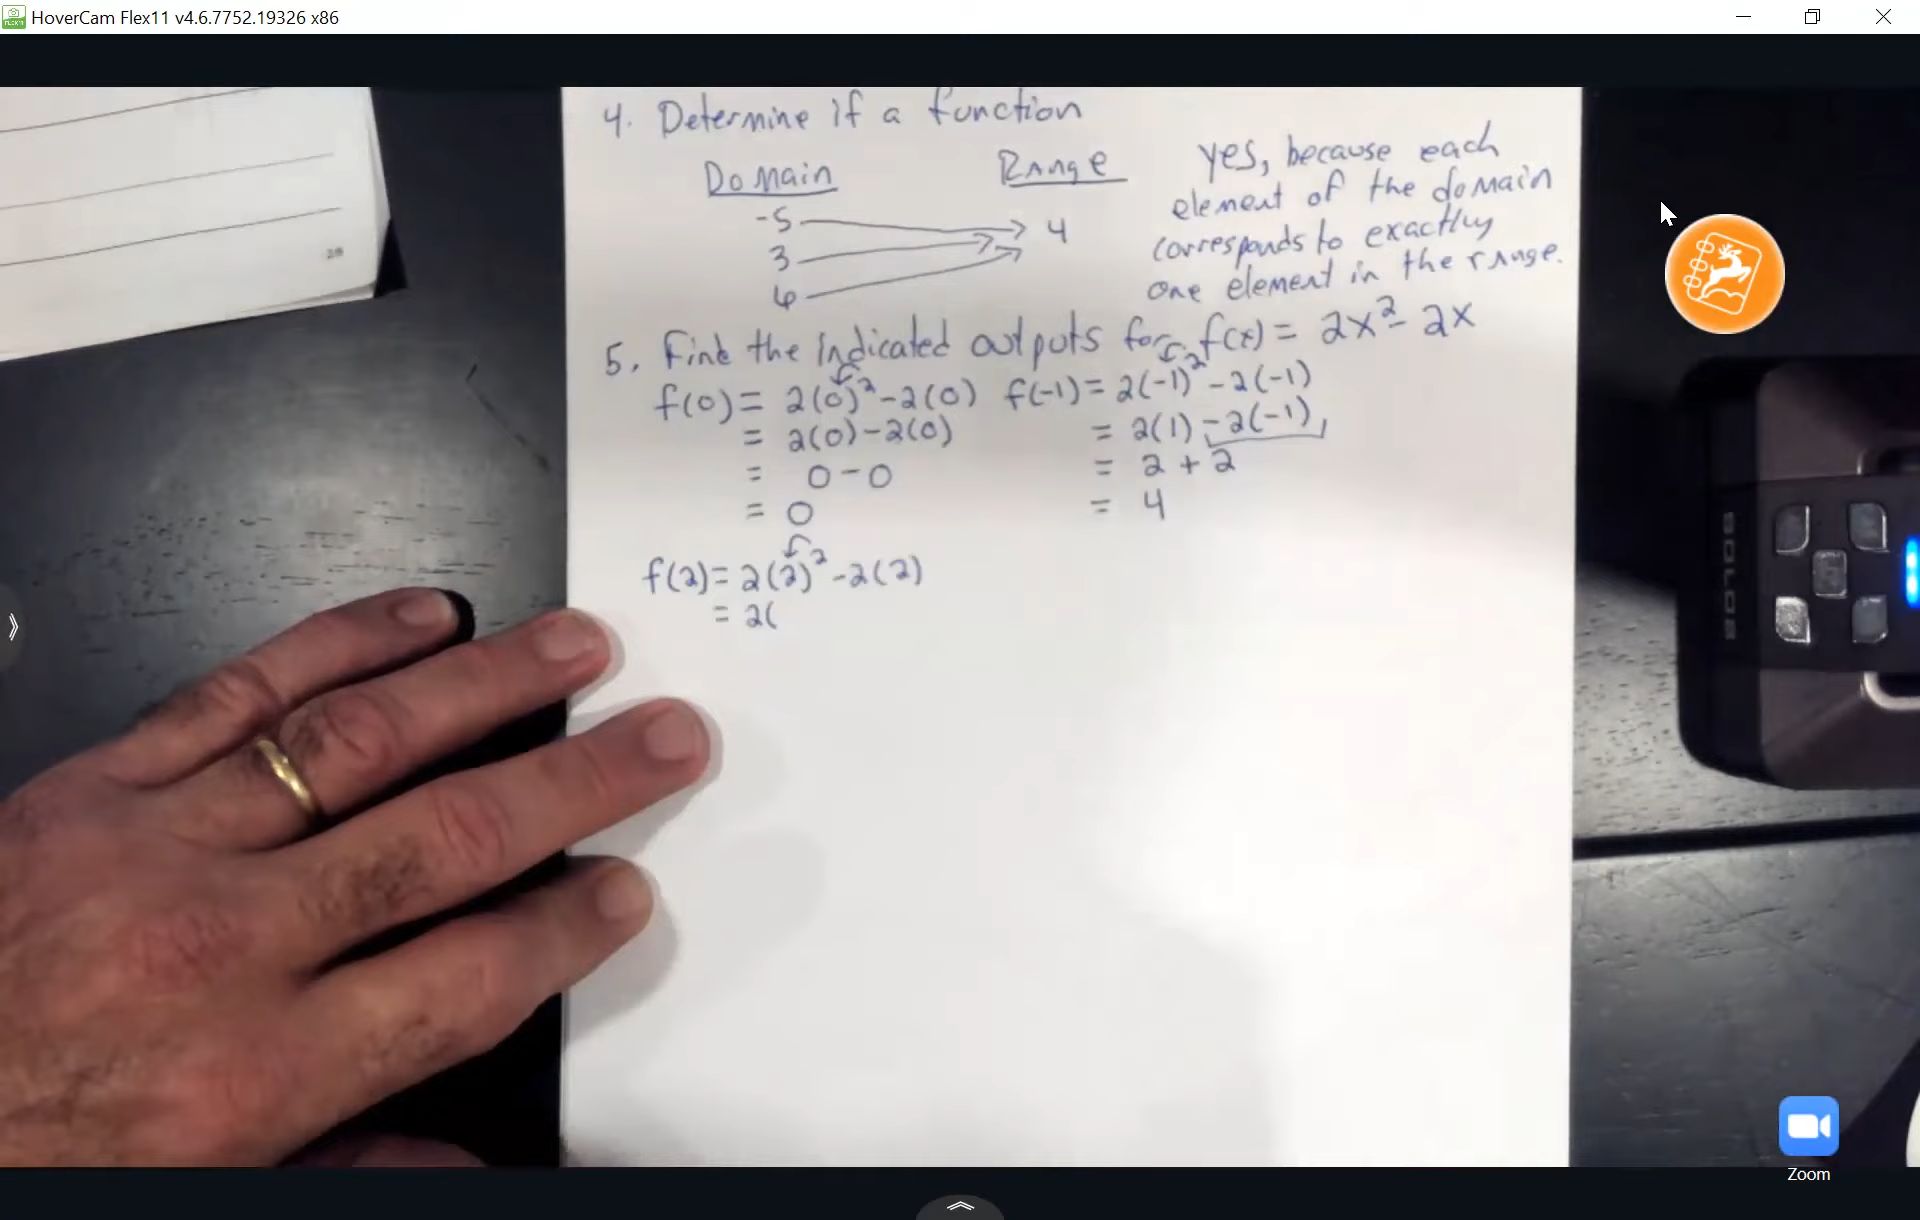 HoverCam Flex11 v4.6.7752.19326 x86
4. Determine if a function
Domain Range
-5 4
3
6
yes, because each
element of the domain
corresponds to exactly
one element in the range.
5. Find the indicated outputs for f(x) = 2x² - 2x
f(0) = 2(0)² - 2(0) f(-1) = 2(-1)² - 2(-1)
= 2(0) - 2(0) = 2(1) - 2(-1)
= 0 - 0 = 2 + 2
= 0 = 4
f(2) = 2(2)² - 2(2)
= 2(
SOLO8
Zoom